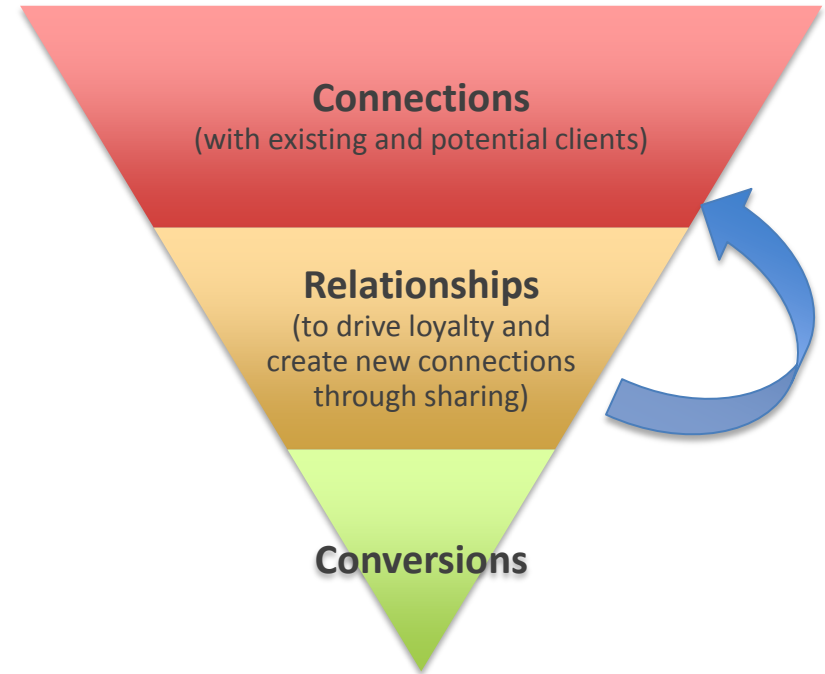 Connections
(with existing and potential clients)
Relationships
(to drive loyalty and
create new connections
through sharing)
Conversions